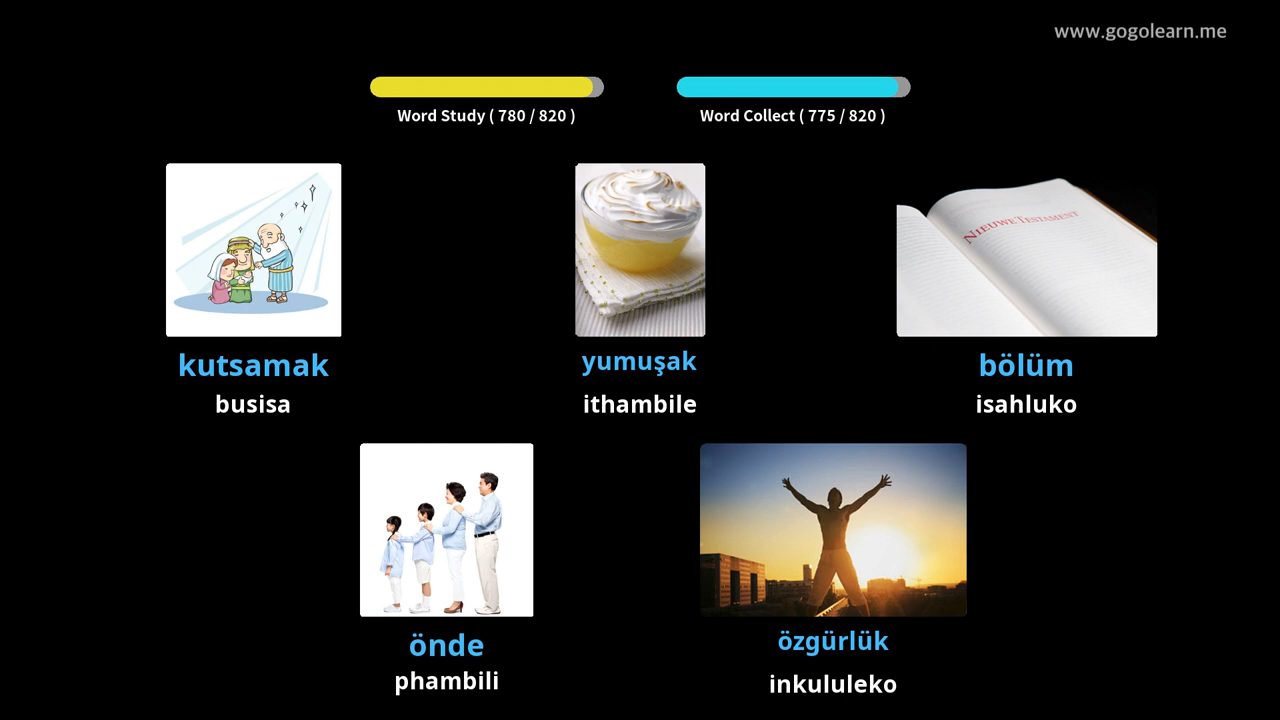 www.gogolearn.me
Word Study ( 780 / 820 )
Word Collect ( 775 / 820 )
NIEUWE TESTAMENT
kutsamak
yumuşak
bölüm
busisa
ithambile
isahluko
önde
özgürlük
phambili
inkululeko